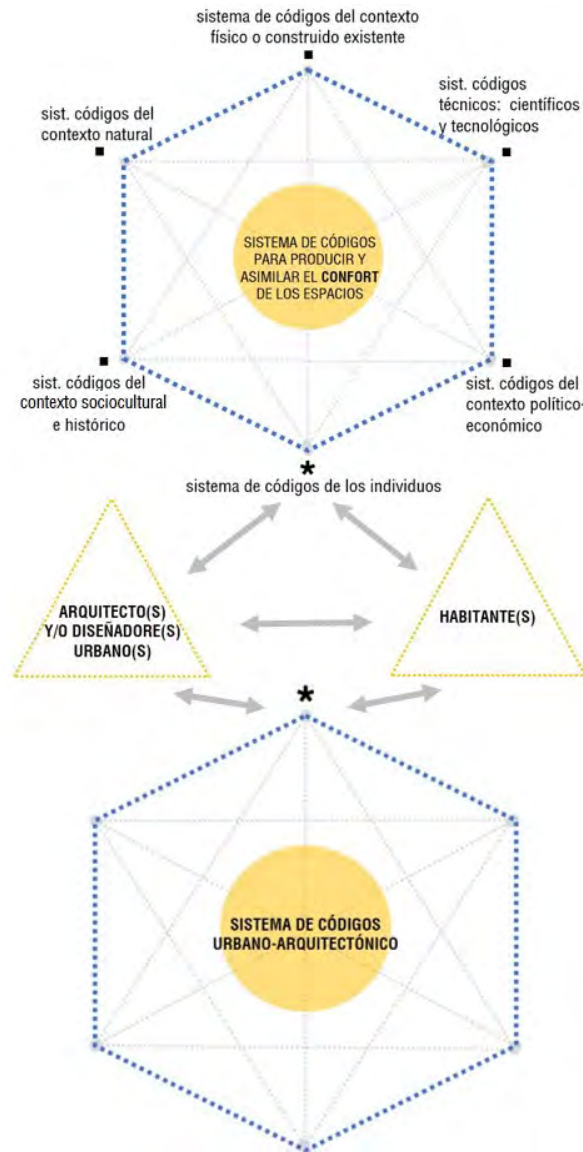 sistema de códigos del contexto
físico o construido existente
sist. códigos
técnicos: científicos
y tecnológicos
sist. códigos del
contexto natural
SISTEMA DE CÓDIGOS
PARA PRODUCIR Y
ASIMILAR EL CONFORT
DE LOS ESPACIOS
sist. códigos del
contexto sociocultural
e histórico
sist. códigos del
contexto político-
económico
*
sistema de códigos de los individuos
ARQUITECTO(S)
Y/O DISEÑADORE(S)
URBANO(S)
HABITANTE(S)
*
SISTEMA DE CÓDIGOS
URBANO-ARQUITECTÓNICO